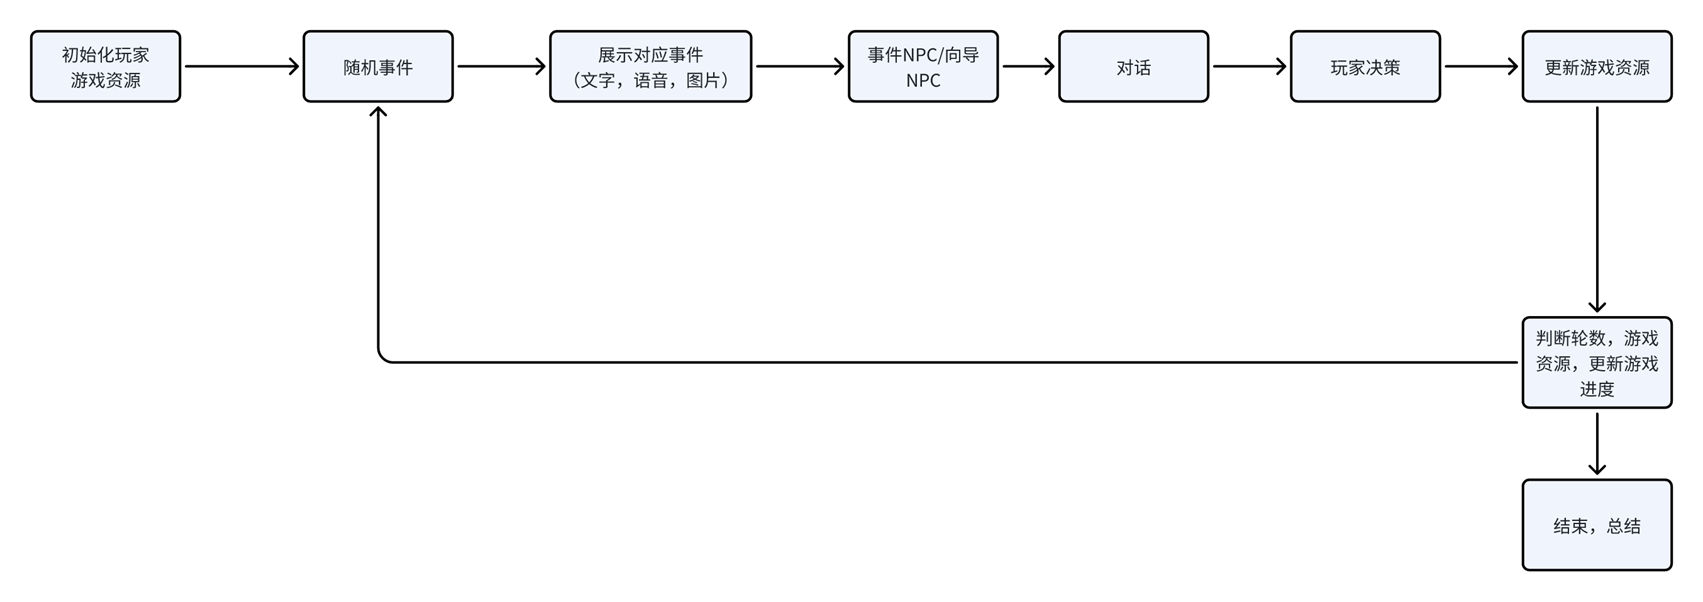 初始化玩家
游戏资源
随机事件
展示对应事件
（文字，语音，图片）
事件NPC/向导
NPC
对话
玩家决策
更新游戏资源
判断轮数，游戏
资源，更新游戏
进度
结束，总结